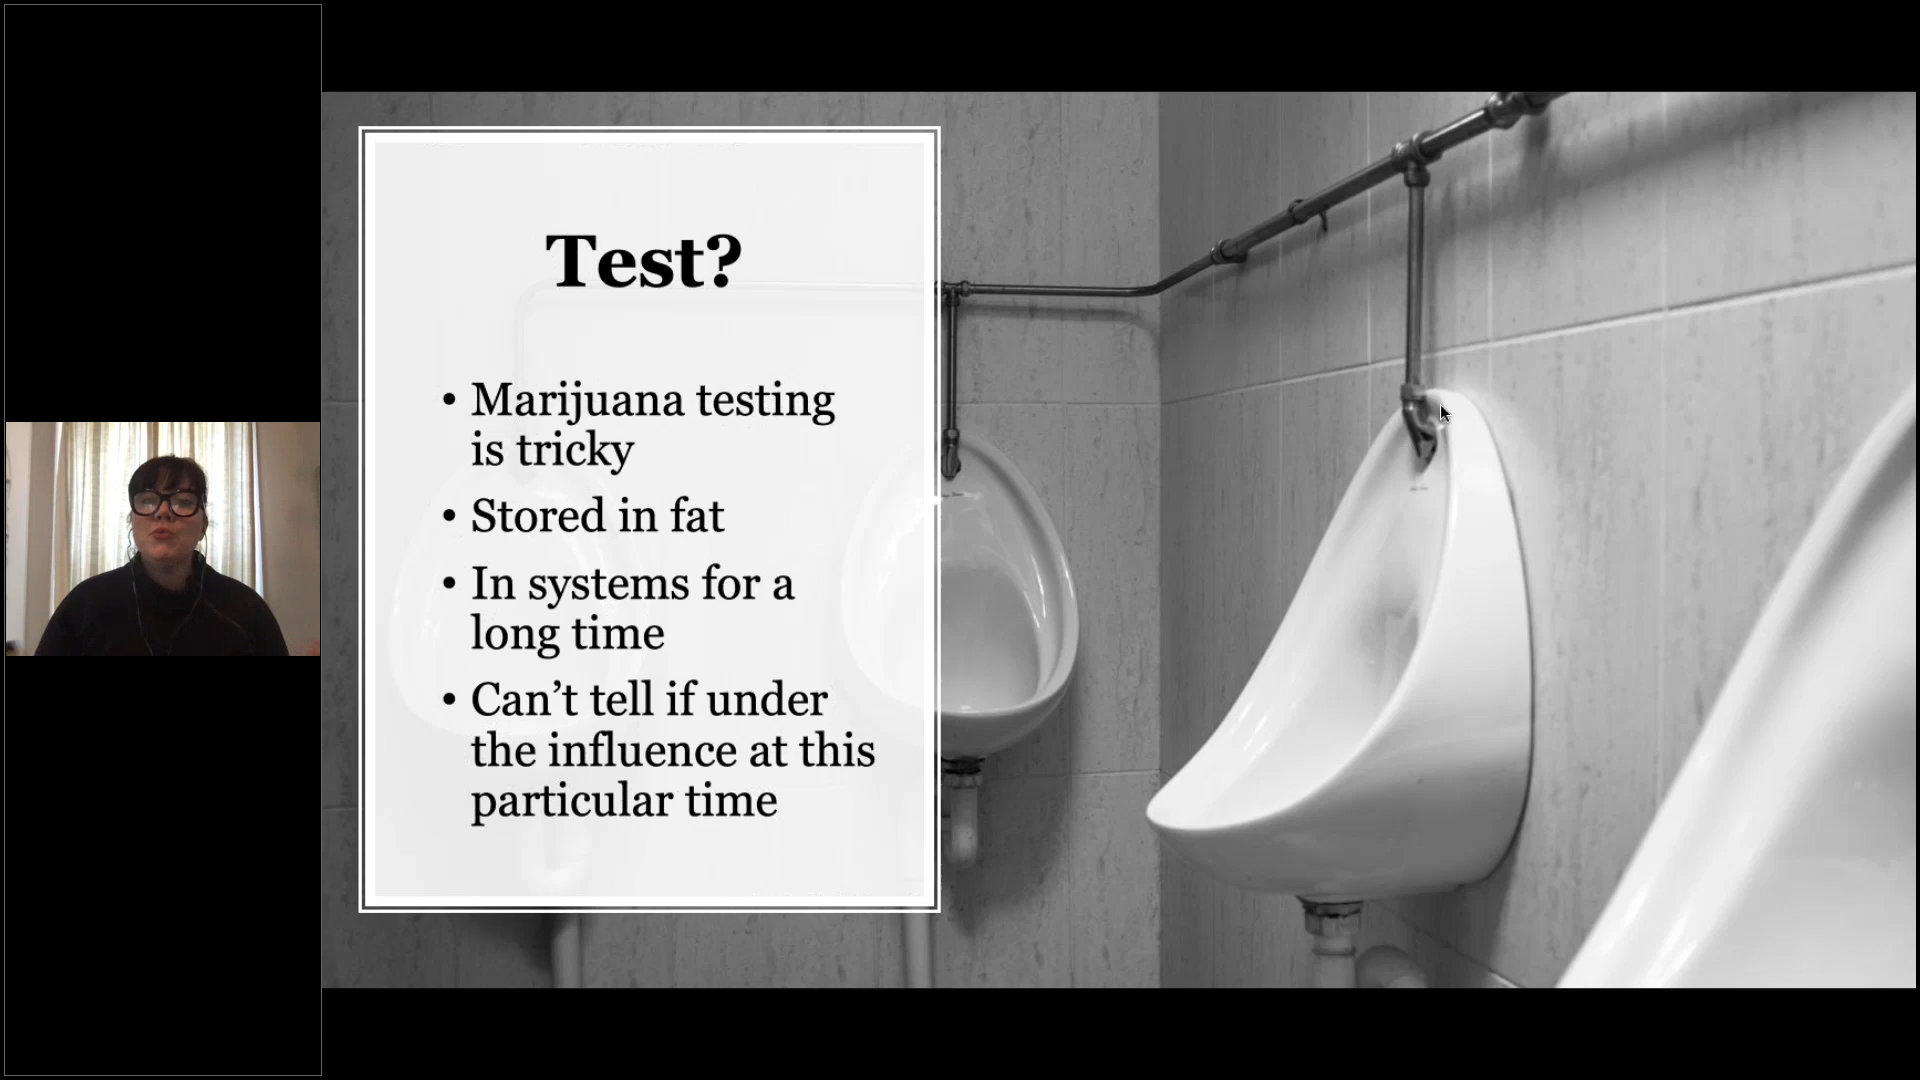 Test?
• Marijuana testing
is tricky
• Stored in fat
• In systems for a
long time
• Can’t tell if under
the influence at this
particular time